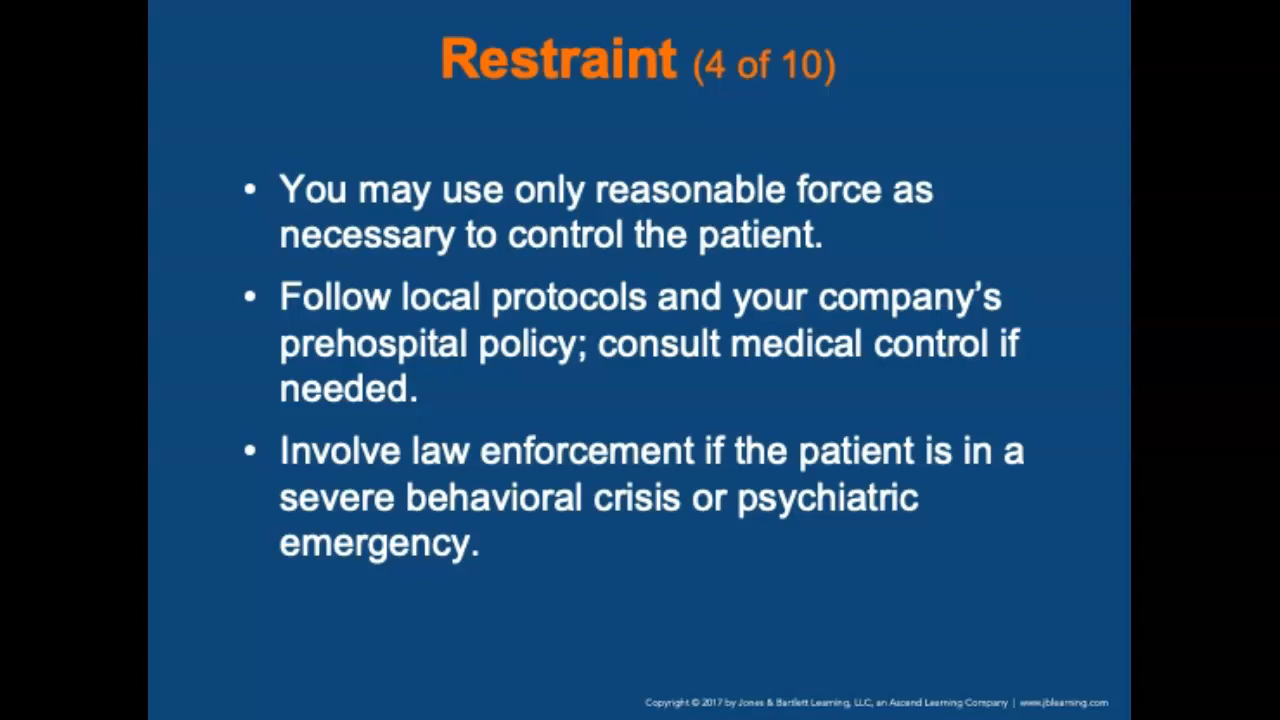 Restraint (4 of 10)
• You may use only reasonable force as
necessary to control the patient.
• Follow local protocols and your company’s
prehospital policy; consult medical control if
needed.
• Involve law enforcement if the patient is in a
severe behavioral crisis or psychiatric
emergency.
Copyright © 2017 by Jones & Bartlett Learning, LLC, an Ascend Learning Company | www.jblearning.com